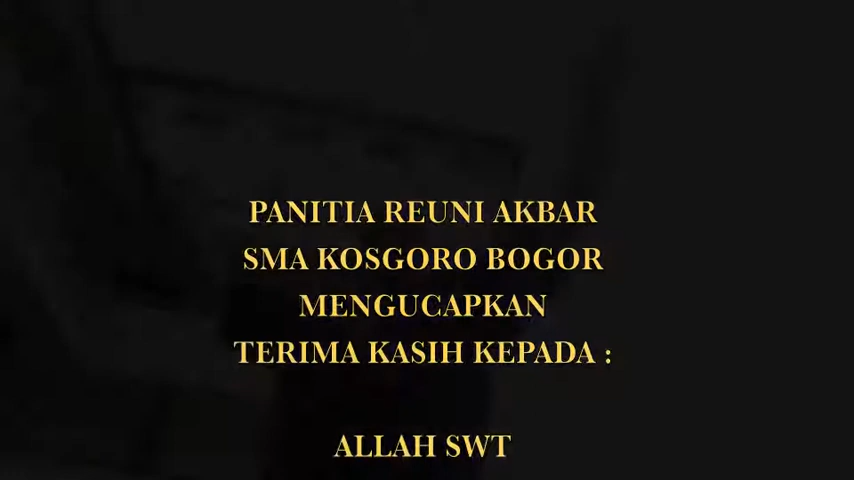 PANITIA REUNI AKBAR
SMA KOSGORO BOGOR
MENGUCAPKAN
TERIMA KASIH KEPADA :
ALLAH SWT